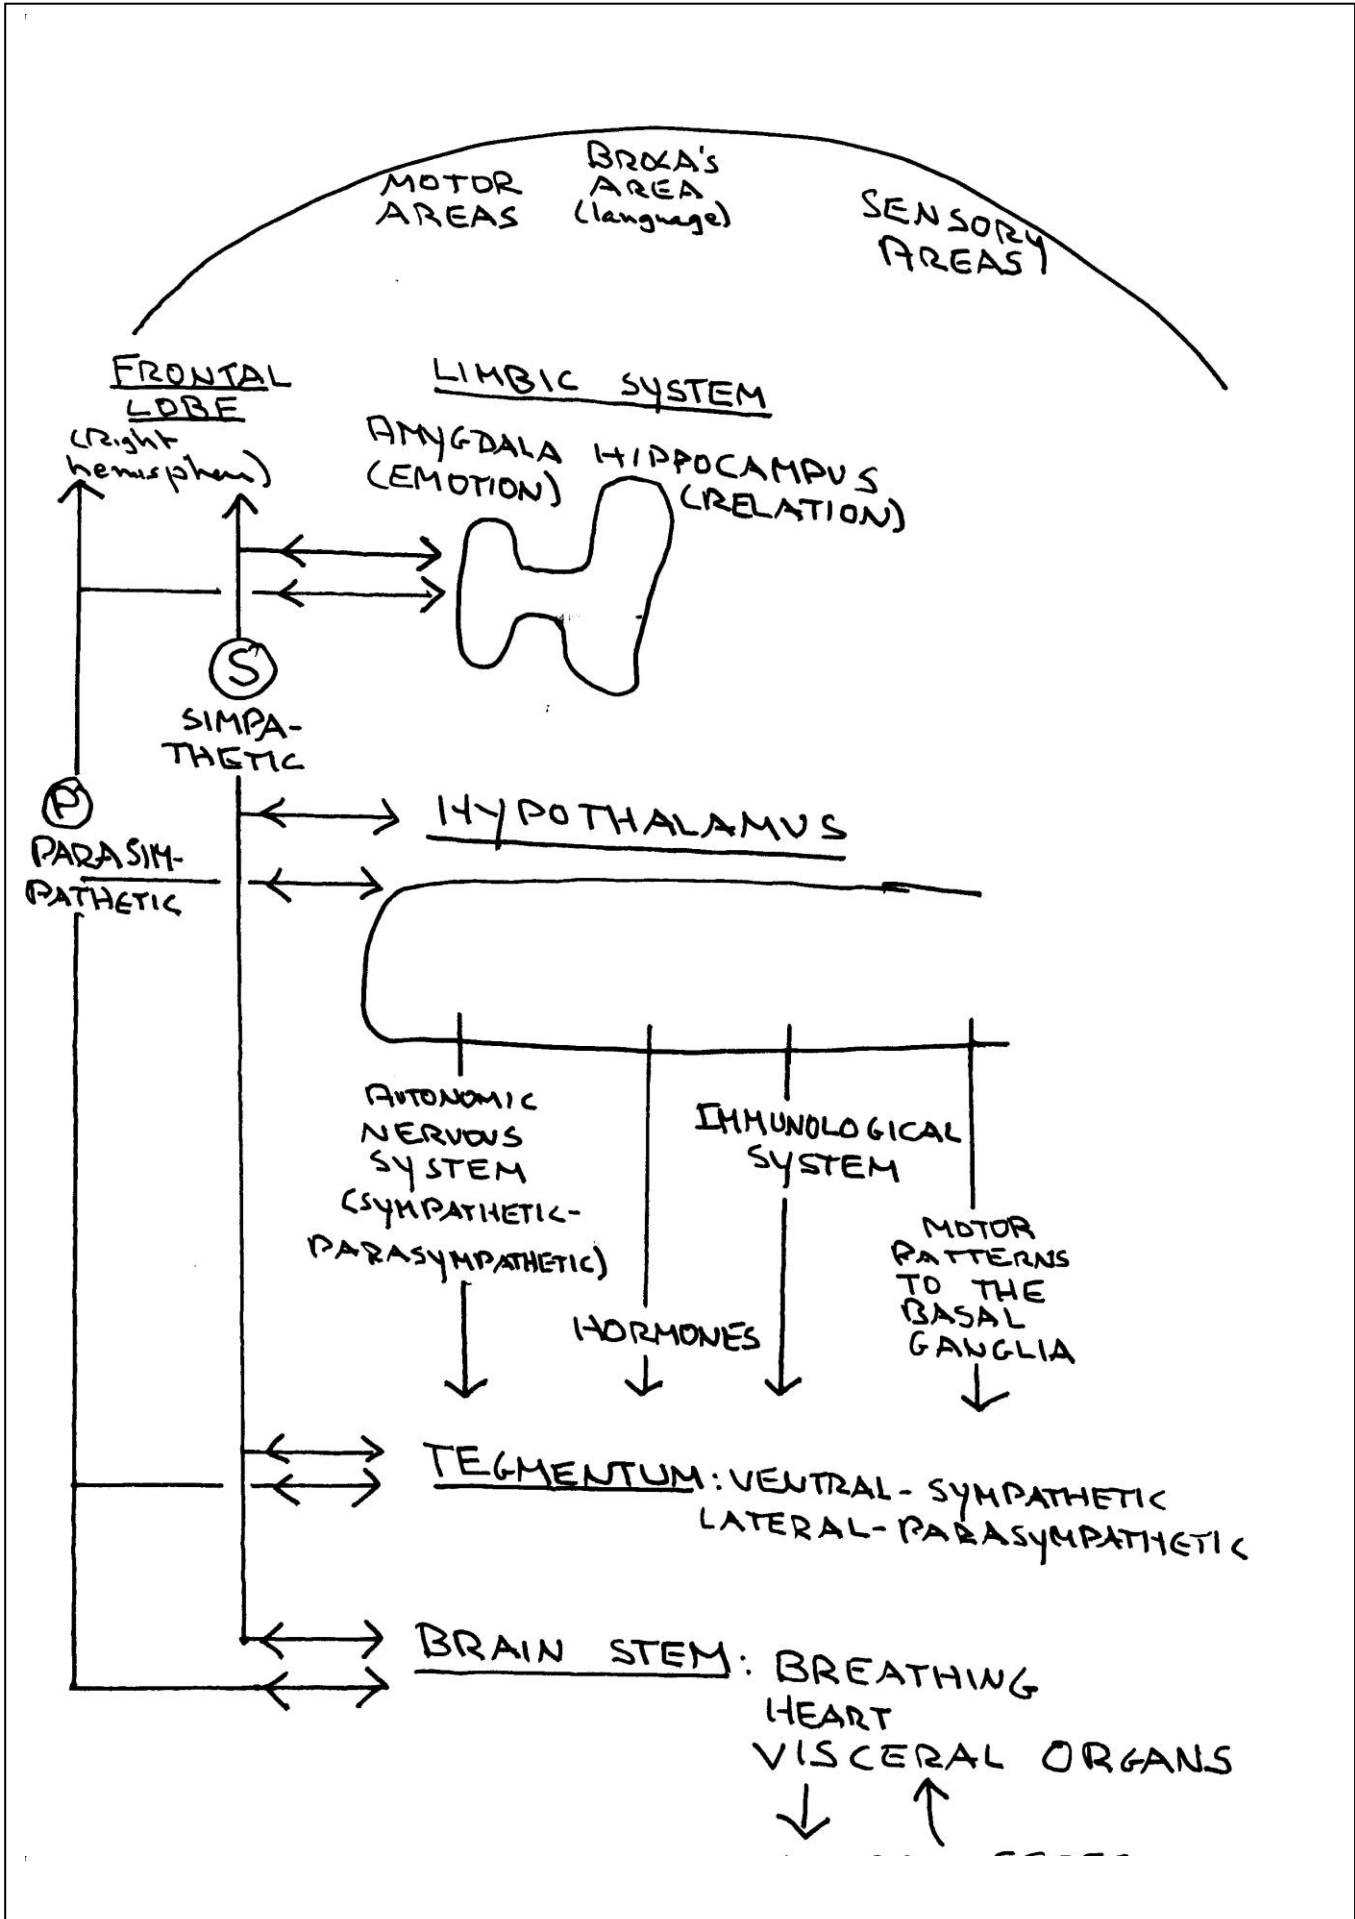 MOTOR
AREAS
BROCA'S
AREA
(language)
SENSORY
AREAS
FRONTAL
LOBE
(Right
hemisphere)
LIMBIC SYSTEM
AMYGDALA
(EMOTION)
HIPPOCAMPUS
(RELATION)
S
SIMPA-
THETIC
P
PARASIM-
PATHETIC
HYPOTHALAMUS
AUTONOMIC
NERVOUS
SYSTEM
(SYMPATHETIC-
PARASYMPATHETIC)
HORMONES
IMMUNOLOGICAL
SYSTEM
MOTOR
PATTERNS
TO THE
BASAL
GANGLIA
TEGMENTUM: VENTRAL - SYMPATHETIC
LATERAL - PARASYMPATHETIC
BRAIN STEM: BREATHING
HEART
VISCERAL ORGANS